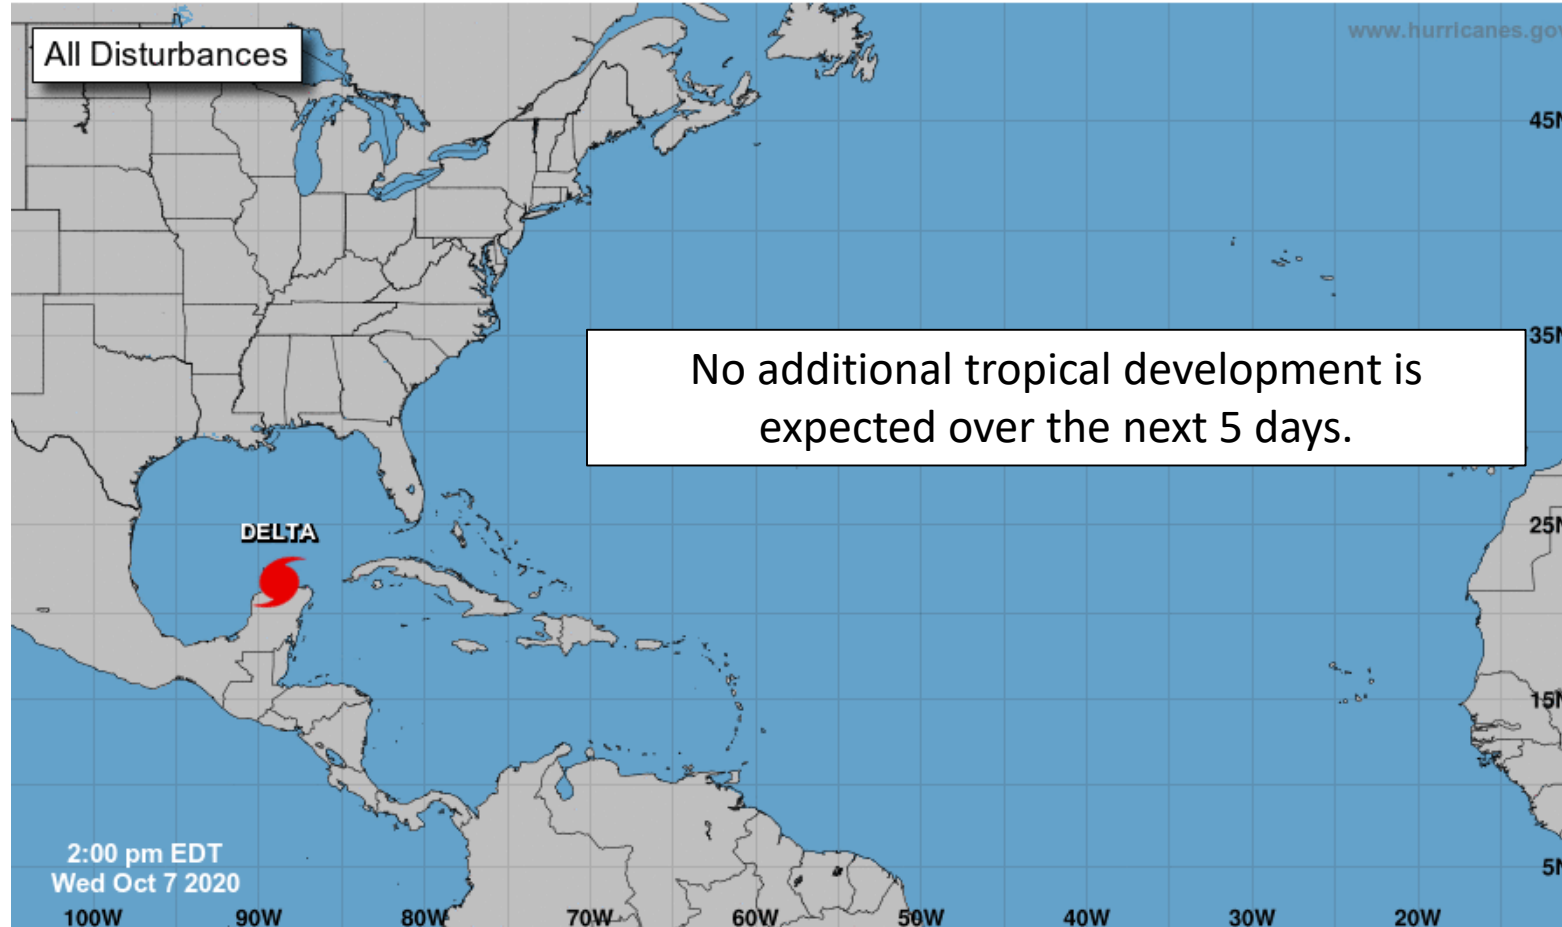 All Disturbances
www.hurricanes.gov
45N
No additional tropical development is
expected over the next 5 days.
35N
DELTA
25N
15N
2:00 pm EDT
Wed Oct 7 2020
5N
100W 90W 80W 70W 60W 50W 40W 30W 20W